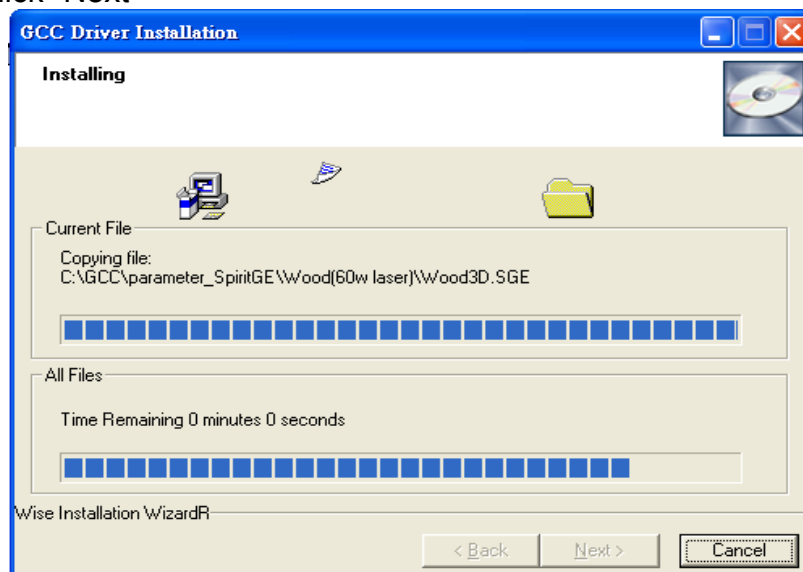 GCC Driver Installation
Installing
Current File
Copying file:
C:\GCC\parameter_SpiritGE\Wood(60w laser)\Wood3D.SGE
All Files
Time Remaining 0 minutes 0 seconds
Wise Installation WizardR
< Back Next > Cancel